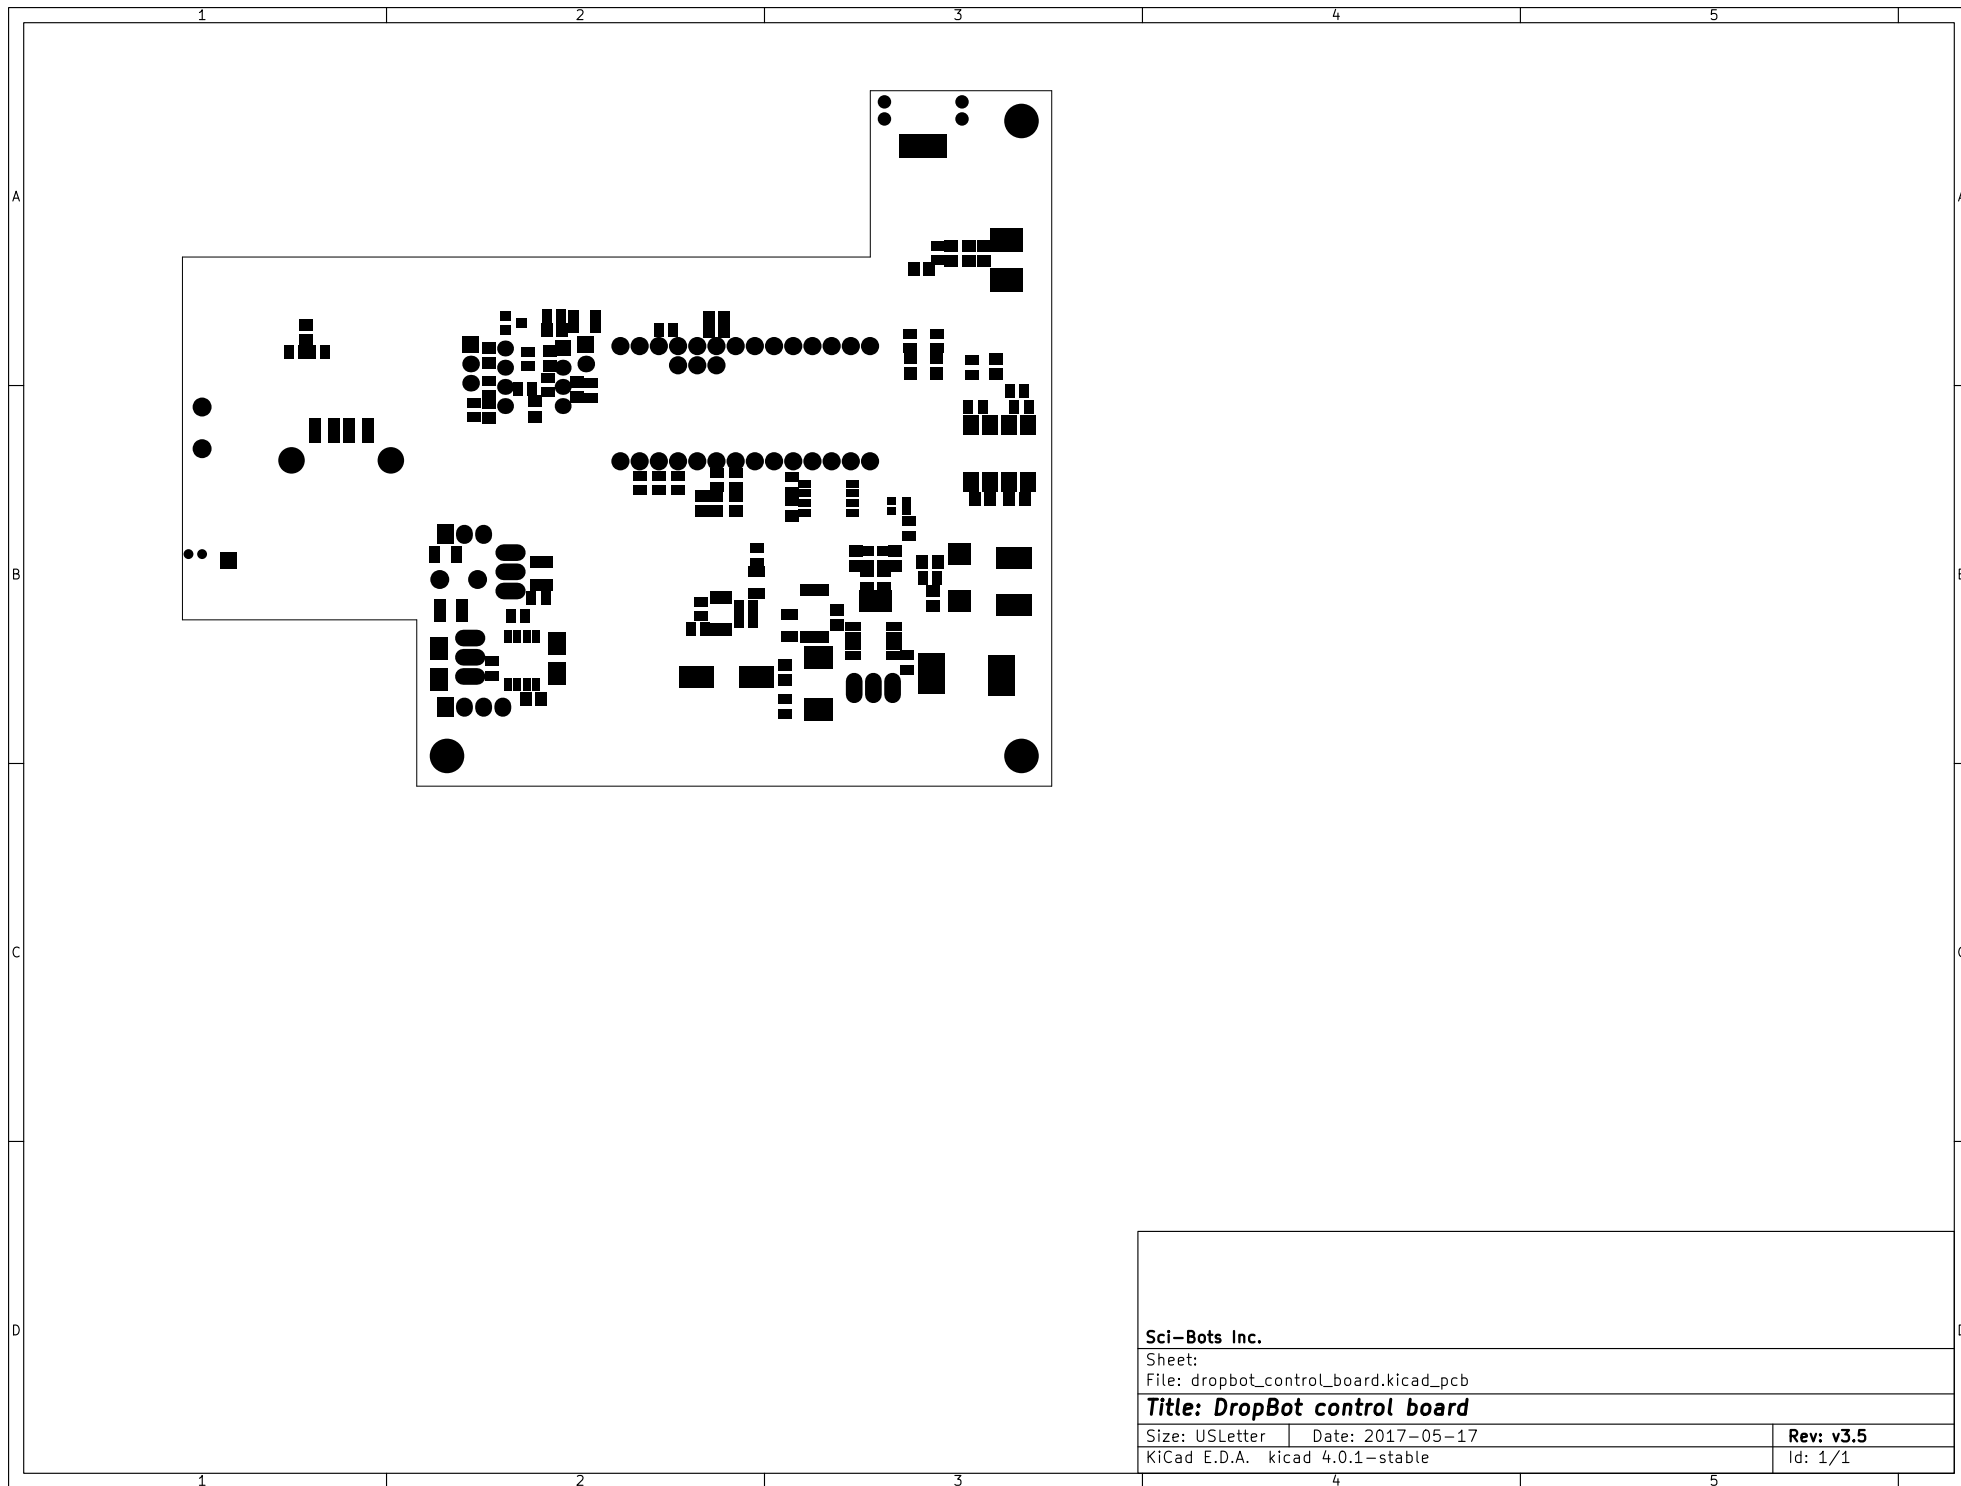 1 2 3 4 5
A A
B B
C C
D D
Sci-Bots Inc.
Sheet:
File: dropbot_control_board.kicad_pcb
Title: DropBot control board
Size: USLetter Date: 2017-05-17 Rev: v3.5
KiCad E.D.A. kicad 4.0.1-stable Id: 1/1
1 2 3 4 5